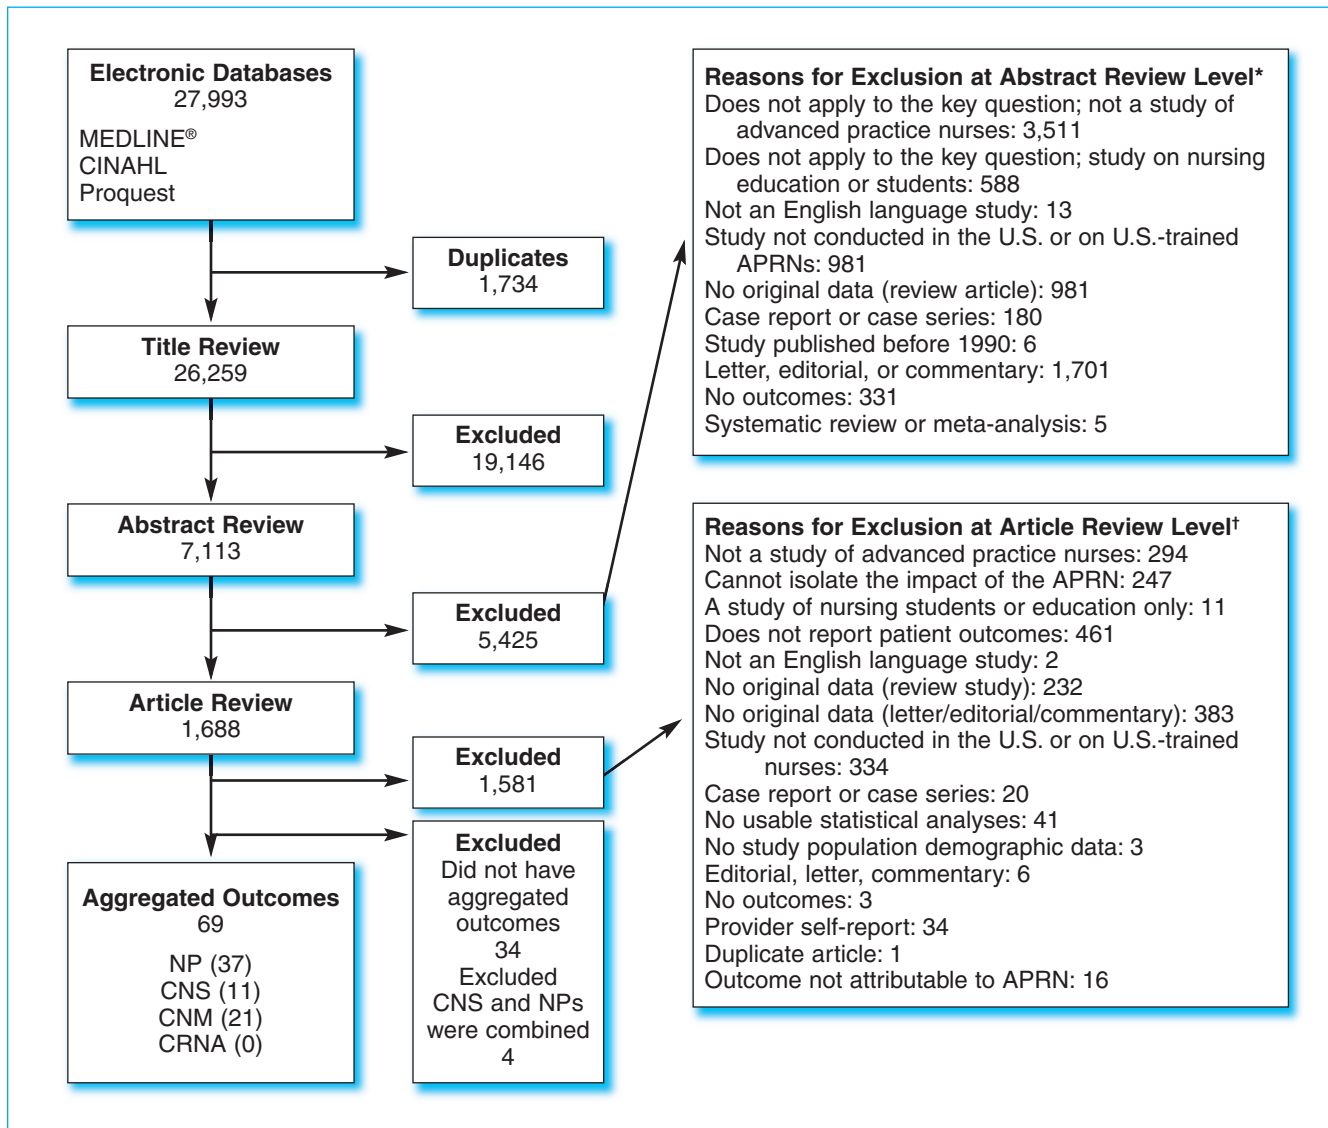 Electronic Databases
27,993
MEDLINE®
CINAHL
Proquest
Duplicates
1,734
Title Review
26,259
Excluded
19,146
Abstract Review
7,113
Excluded
5,425
Article Review
1,688
Excluded
1,581
Excluded
Did not have
aggregated
outcomes
34
Excluded
CNS and NPs
were combined
4
Aggregated Outcomes
69
NP (37)
CNS (11)
CNM (21)
CRNA (0)
Reasons for Exclusion at Abstract Review Level*
Does not apply to the key question; not a study of
advanced practice nurses: 3,511
Does not apply to the key question; study on nursing
education or students: 588
Not an English language study: 13
Study not conducted in the U.S. or on U.S.-trained
APRNs: 981
No original data (review article): 981
Case report or case series: 180
Study published before 1990: 6
Letter, editorial, or commentary: 1,701
No outcomes: 331
Systematic review or meta-analysis: 5
Reasons for Exclusion at Article Review Level†
Not a study of advanced practice nurses: 294
Cannot isolate the impact of the APRN: 247
A study of nursing students or education only: 11
Does not report patient outcomes: 461
Not an English language study: 2
No original data (review study): 232
No original data (letter/editorial/commentary): 383
Study not conducted in the U.S. or on U.S.-trained
nurses: 334
Case report or case series: 20
No usable statistical analyses: 41
No study population demographic data: 3
Editorial, letter, commentary: 6
No outcomes: 3
Provider self-report: 34
Duplicate article: 1
Outcome not attributable to APRN: 16